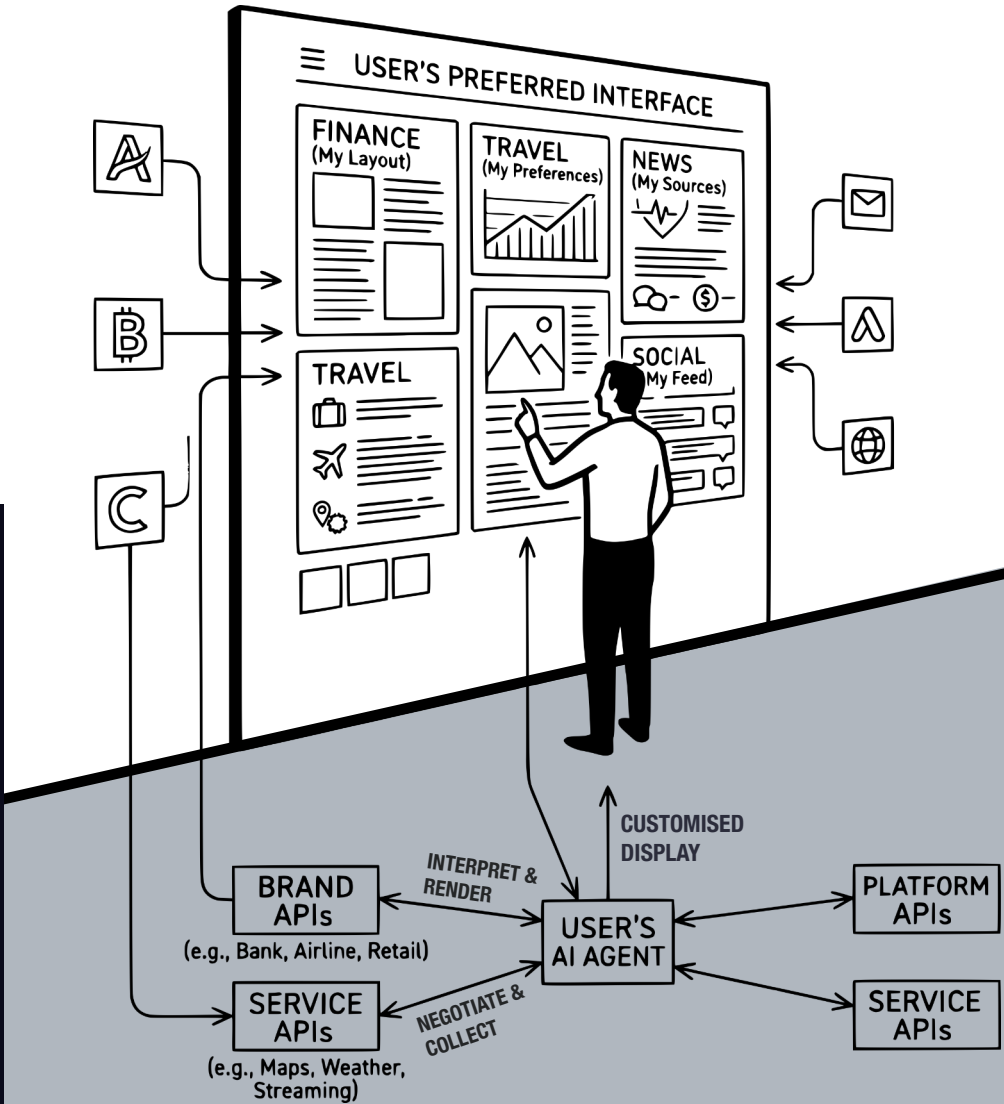 USER'S PREFERRED INTERFACE
FINANCE
(My Layout)
TRAVEL
(My Preferences)
NEWS
(My Sources)
$
TRAVEL
SOCIAL
My Feed)
A
B
C
CUSTOMISED
DISPLAY
INTERPRET &
RENDER
BRAND
APIs
(e.g., Bank, Airline, Retail)
USER'S
AI AGENT
PLATFORM
APIs
NEGOTIATE &
COLLECT
SERVICE
APIs
(e.g., Maps, Weather,
Streaming)
SERVICE
APIs